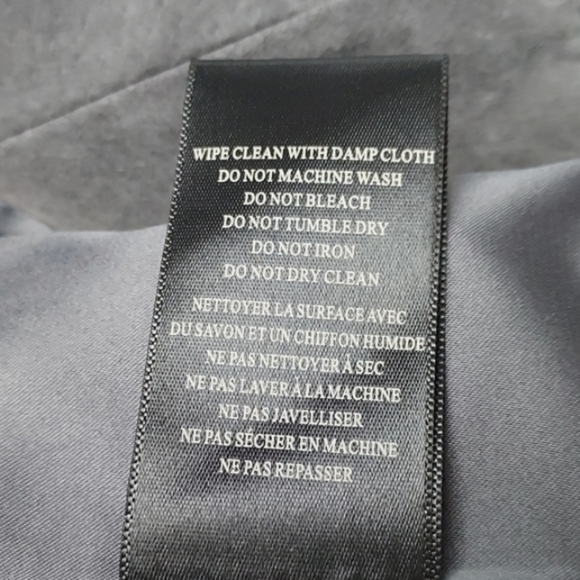 WIPE CLEAN WITH DAMP CLOTH
DO NOT MACHINE WASH
DO NOT BLEACH
DO NOT TUMBLE DRY
DO NOT IRON
DO NOT DRY CLEAN
NETTOYER LA SURFACE AVEC
DU SAVON ET UN CHIFFON HUMIDE
NE PAS NETTOYER À SEC
NE PAS LAVER À LA MACHINE
NE PAS JAVELLISER
NE PAS SÉCHER EN MACHINE
NE PAS REPASSER